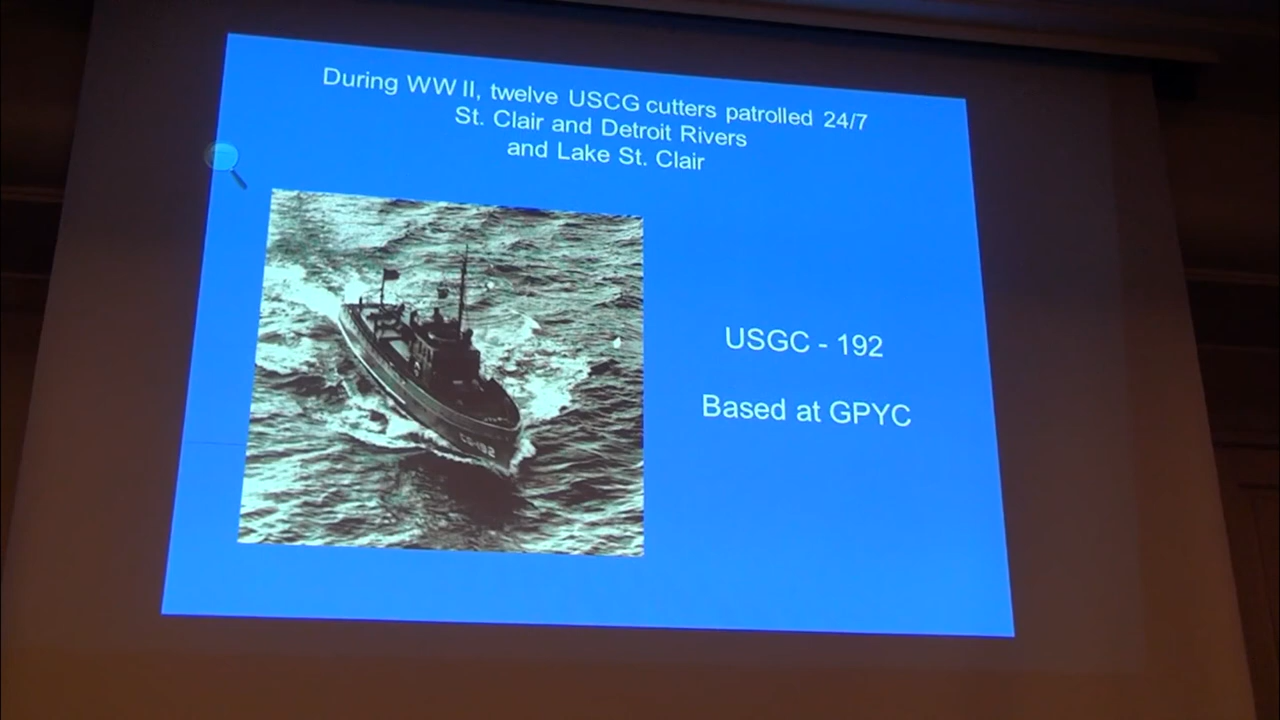 During WW II, twelve USCG cutters patrolled 24/7
St. Clair and Detroit Rivers
and Lake St. Clair
USGC - 192
Based at GPYC
CG-192